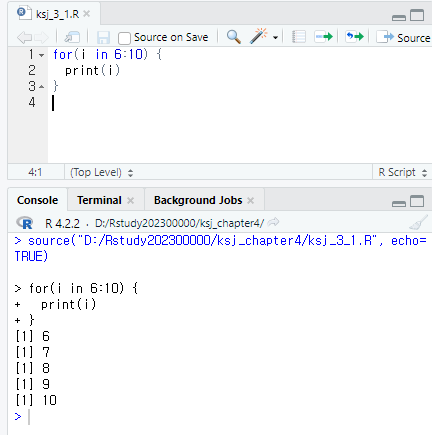 ksj_3_1.R
Source on Save
Source
1 for(i in 6:10) {
2   print(i)
3 }
4
4:1 (Top Level) R Script
Console Terminal Background Jobs
R 4.2.2 · D:/Rstudy202300000/ksj_chapter4/
> source("D:/Rstudy202300000/ksj_chapter4/ksj_3_1.R", echo=
TRUE)
> for(i in 6:10) {
+   print(i)
+ }
[1] 6
[1] 7
[1] 8
[1] 9
[1] 10
>